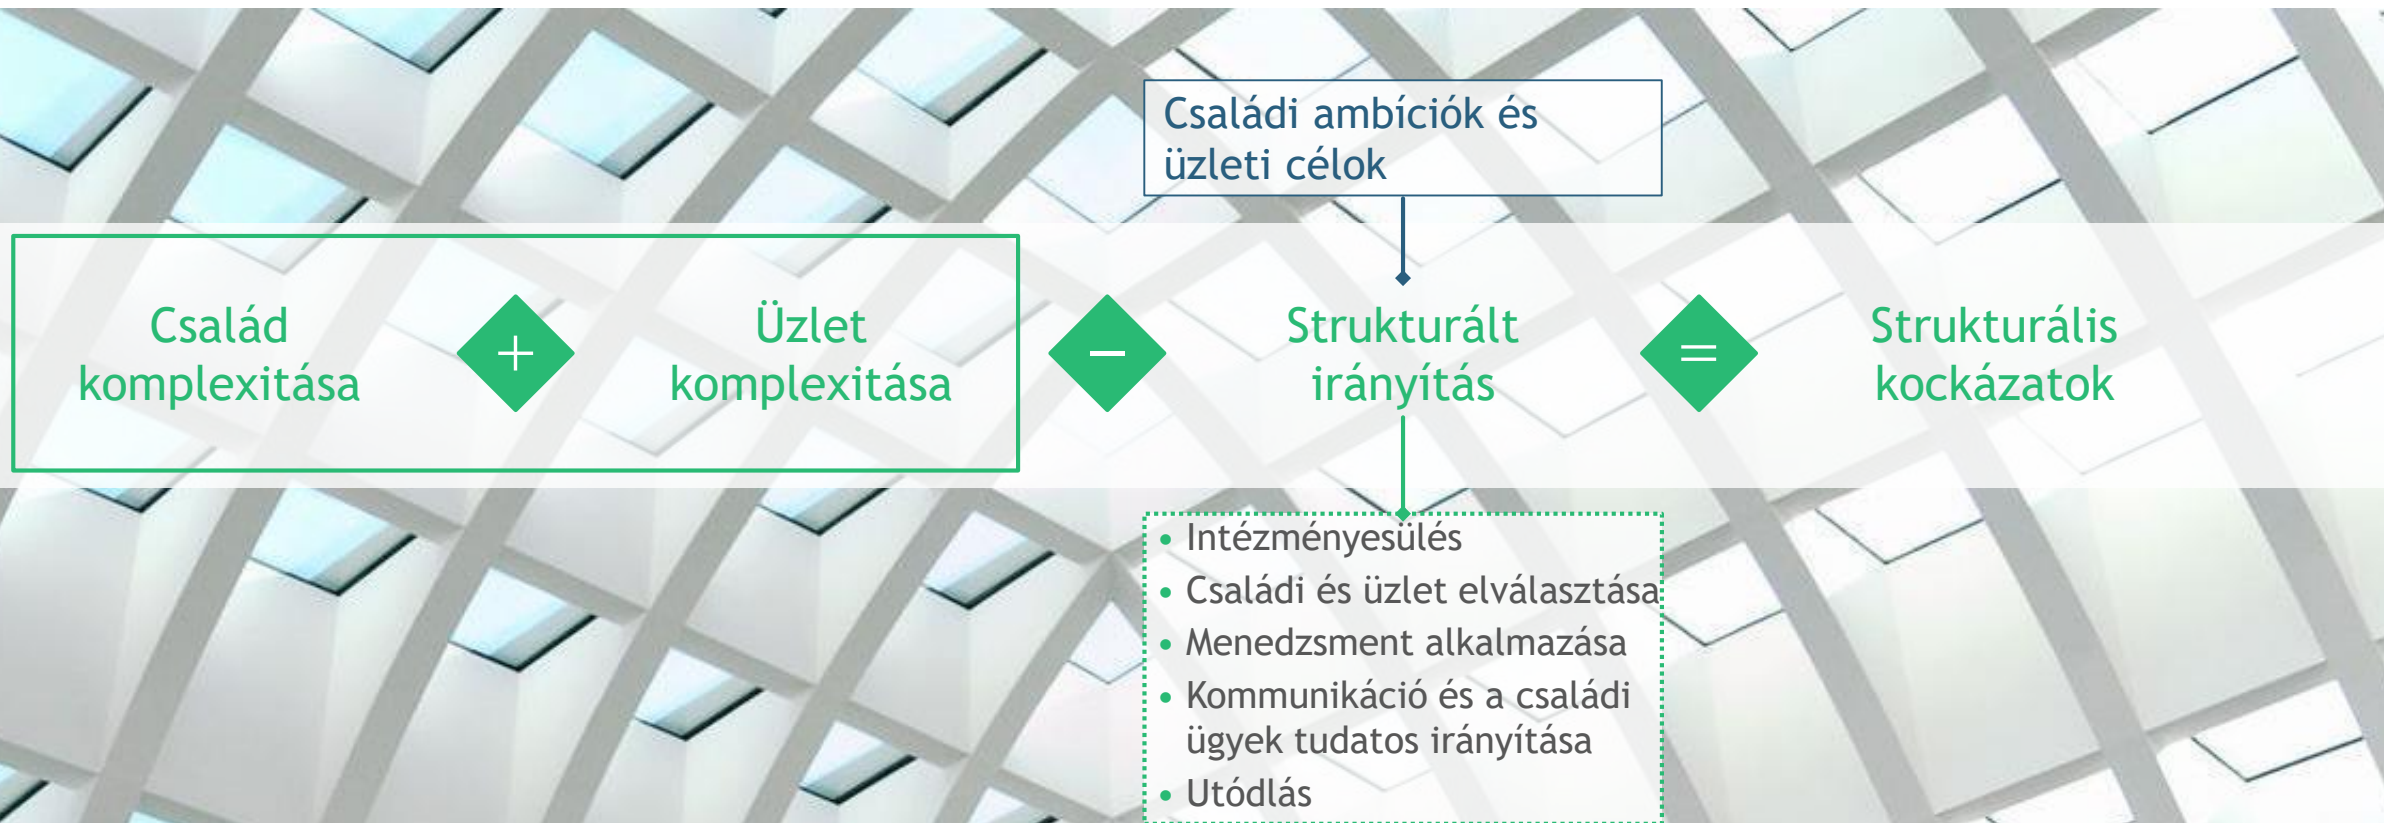 Családi ambíciók és
üzleti célok
Család
komplexitása
+
Üzlet
komplexitása
−
Strukturált
irányítás
=
Strukturális
kockázatok
• Intézményesülés
• Családi és üzlet elválasztása
• Menedzsment alkalmazása
• Kommunikáció és a családi
ügyek tudatos irányítása
• Utódlás